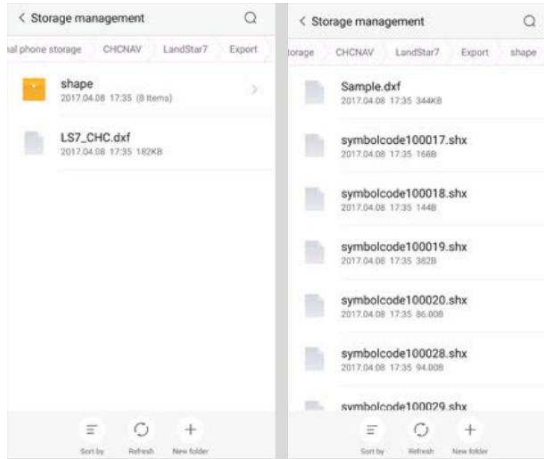 Storage management
nal phone storage CHCNAV LandStar7 Export
shape
2017.04.08 17:35 (8 Items)
LS7_CHC.dxf
2017.04.08 17:35 182KB
Sort by Refresh New folder
Storage management
torage CHCNAV LandStar7 Export shape
Sample.dxf
2017.04.08 17:35 344KB
symbolcode100017.shx
2017.04.08 17:35 166B
symbolcode100018.shx
2017.04.08 17:35 144B
symbolcode100019.shx
2017.04.08 17:35 382B
symbolcode100020.shx
2017.04.08 17:35 86.00B
symbolcode100028.shx
2017.04.08 17:35 94.00B
symbolcode100029.shx
Sort by Refresh New folder